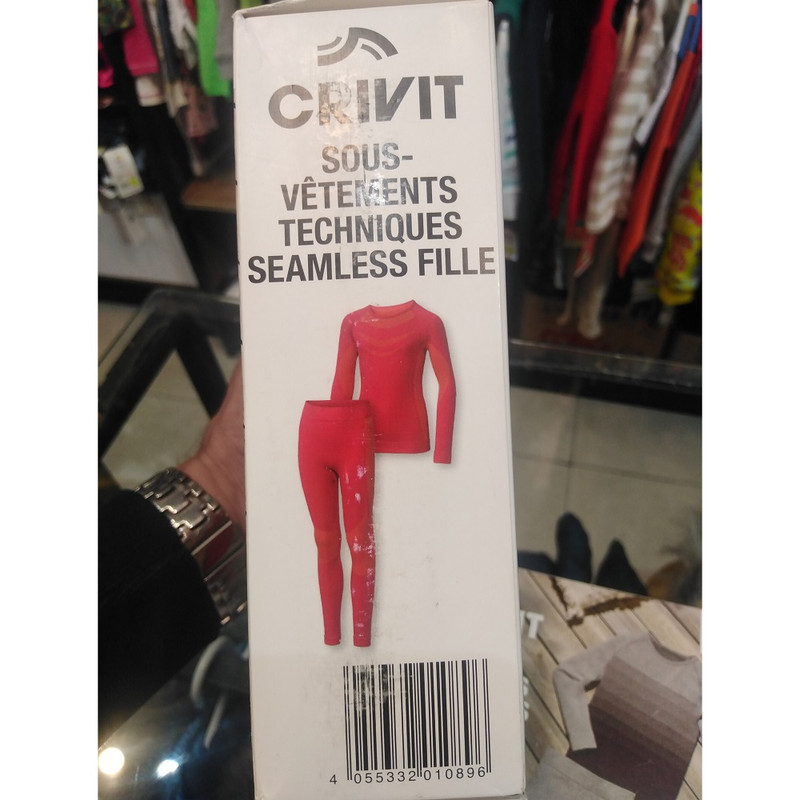 CRIVIT
SOUS-
VÊTEMENTS
TECHNIQUES
SEAMLESS FILLE
4 055332 010896